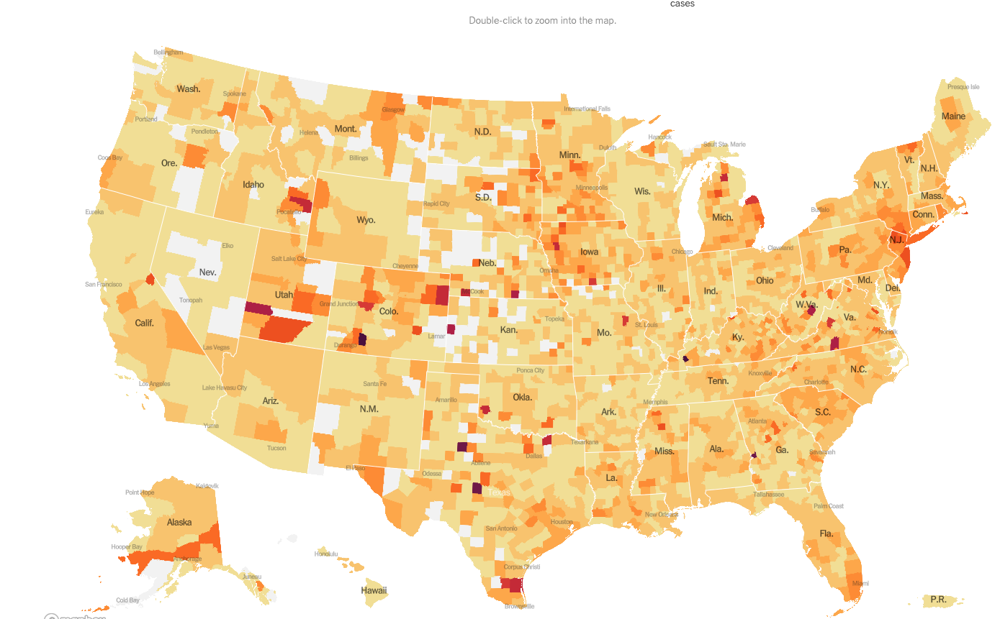 cases
Double-click to zoom into the map.
Bellingham
Wash.
Spokane
Portland
Pendleton
Coos Bay
Ore.
Idaho
Pocatello
Eureka
Mont.
Glasgow
Helena
Billings
N.D.
International Falls
Minn.
Duluth
Hancock
Sault Ste. Marie
Presque Isle
Maine
Vt.
N.H.
N.Y.
Mass.
Conn.
Buffalo
Wis.
Minneapolis
Mich.
S.D.
Rapid City
Wyo.
Elko
Nev.
Salt Lake City
Cheyenne
Neb.
Omaha
Iowa
Chicago
Cleveland
Pa.
N.J.
San Francisco
Tonopah
Utah
Grand Junction
Colo.
McCook
Ill.
Ind.
Ohio
Md.
Del.
W.Va.
Va.
Calif.
Las Vegas
Durango
Lamar
Kan.
Topeka
Mo.
St. Louis
Ky.
Norfolk
Los Angeles
Lake Havasu City
Ariz.
Santa Fe
N.M.
Amarillo
Ponca City
Okla.
Ark.
Memphis
Tenn.
Knoxville
Charlotte
N.C.
S.C.
Atlanta
Yuma
Tucson
El Paso
Odessa
Abilene
Dallas
Texarkana
Miss.
Ala.
Ga.
Savannah
La.
Texas
Tallahassee
Palm Coast
New Orleans
Houston
San Antonio
Fla.
Corpus Christi
Brownsville
Miami
Kaktovik
Point Hope
Alaska
Hooper Bay
Anchorage
Juneau
Cold Bay
Honolulu
Hawaii
P.R.
mapbox